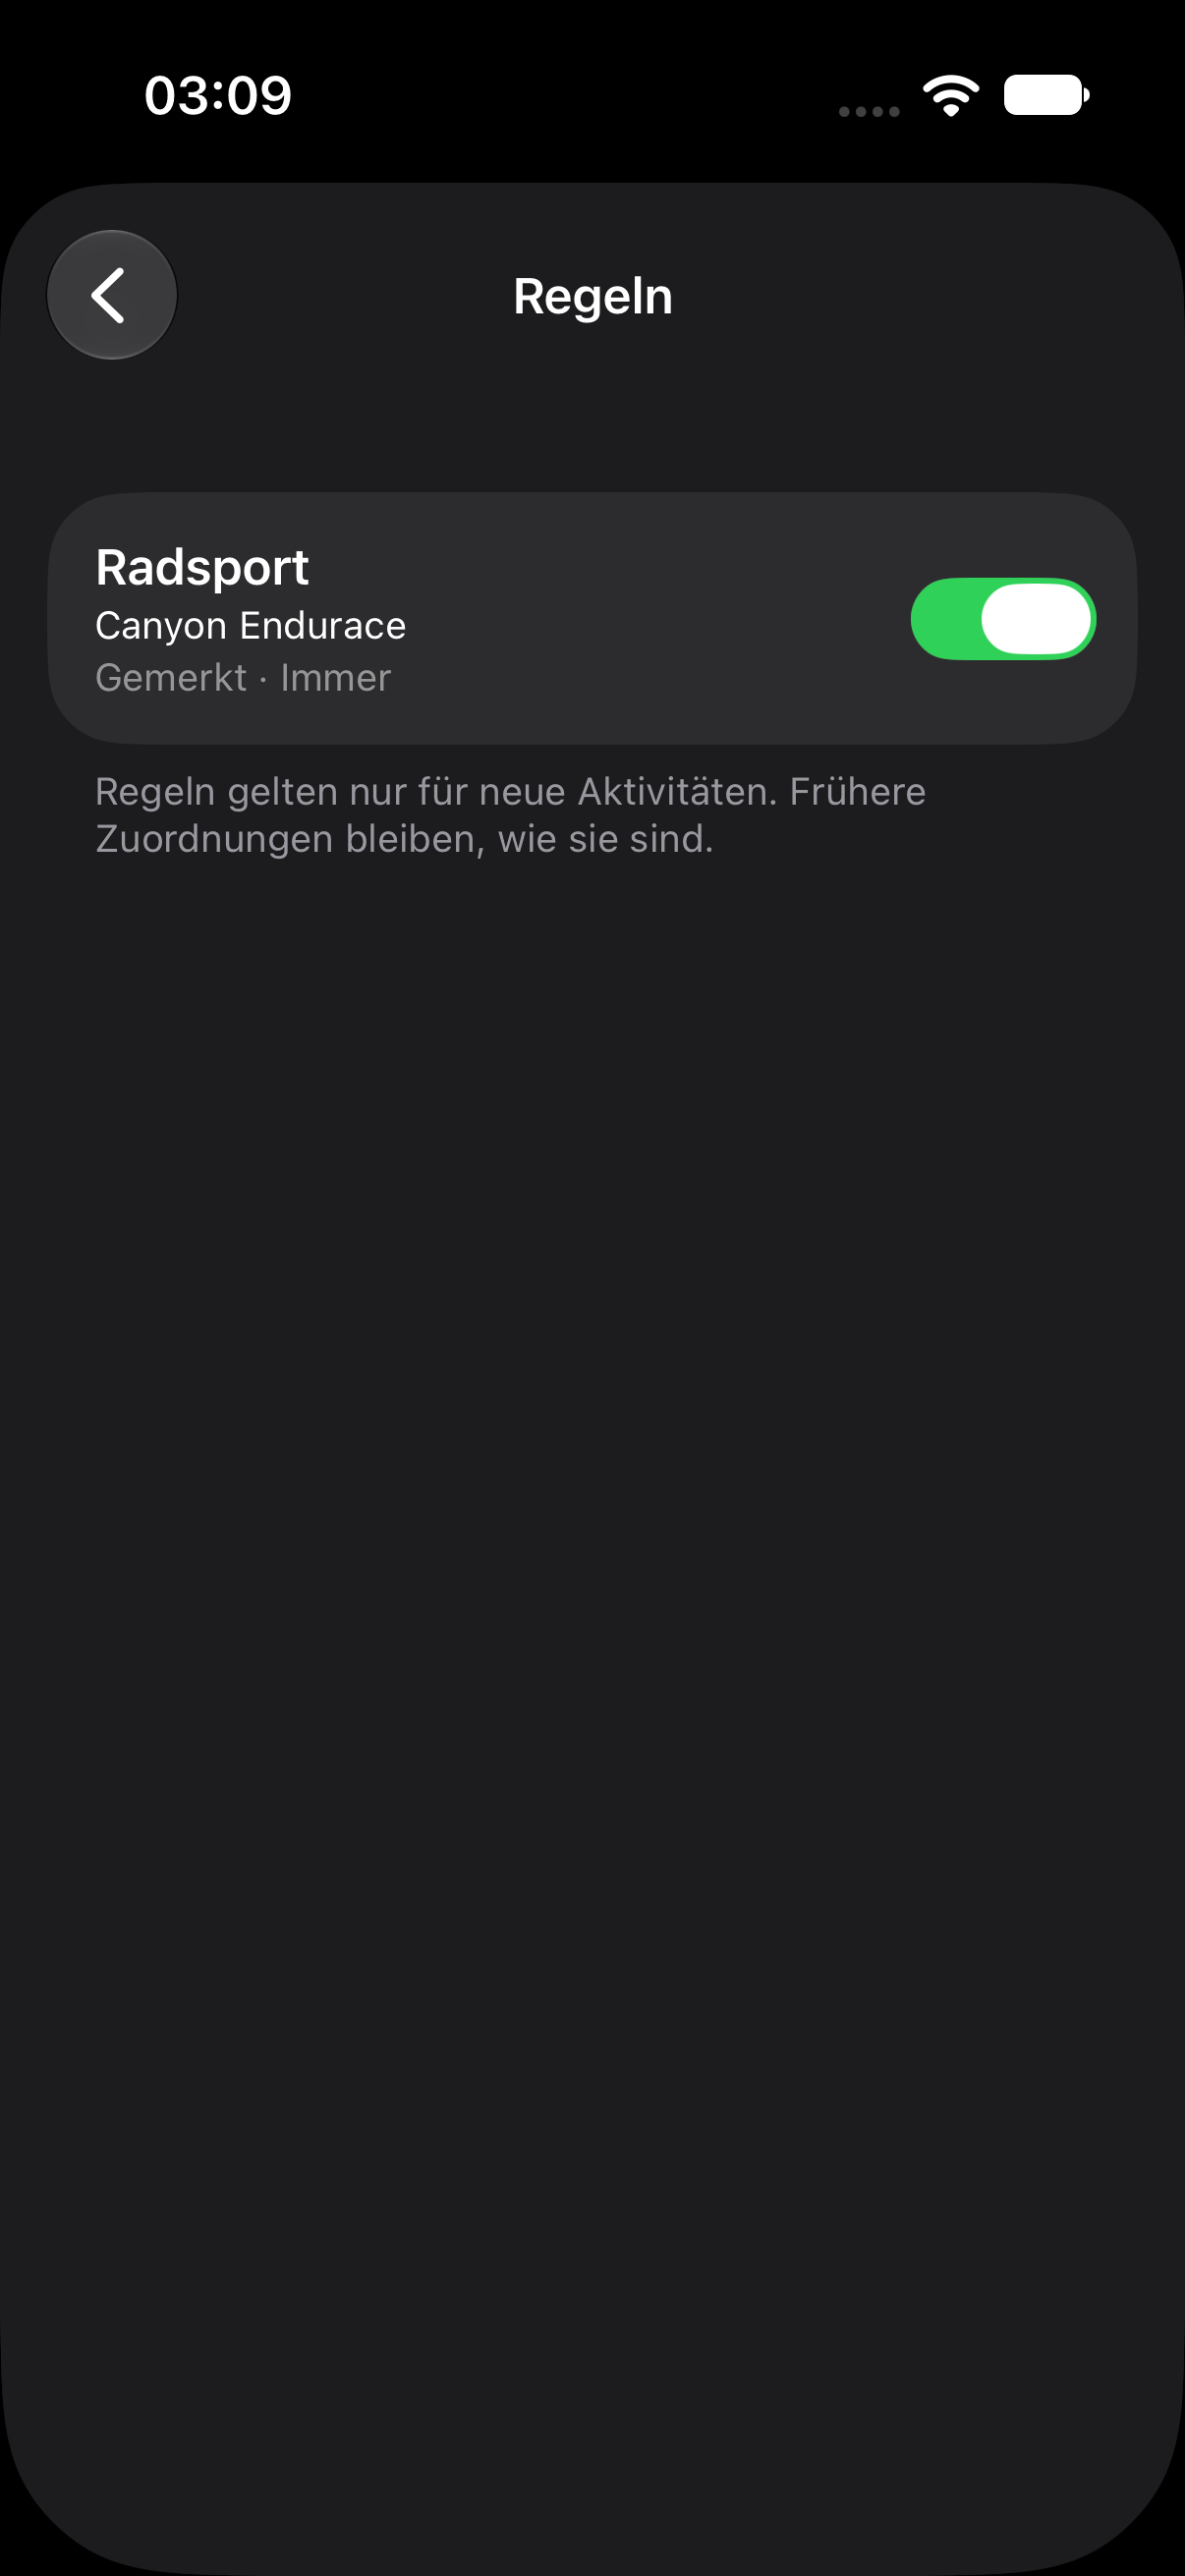 03:09
Regeln
Radsport
Canyon Endurace
Gemerkt · Immer
Regeln gelten nur für neue Aktivitäten. Frühere
Zuordnungen bleiben, wie sie sind.